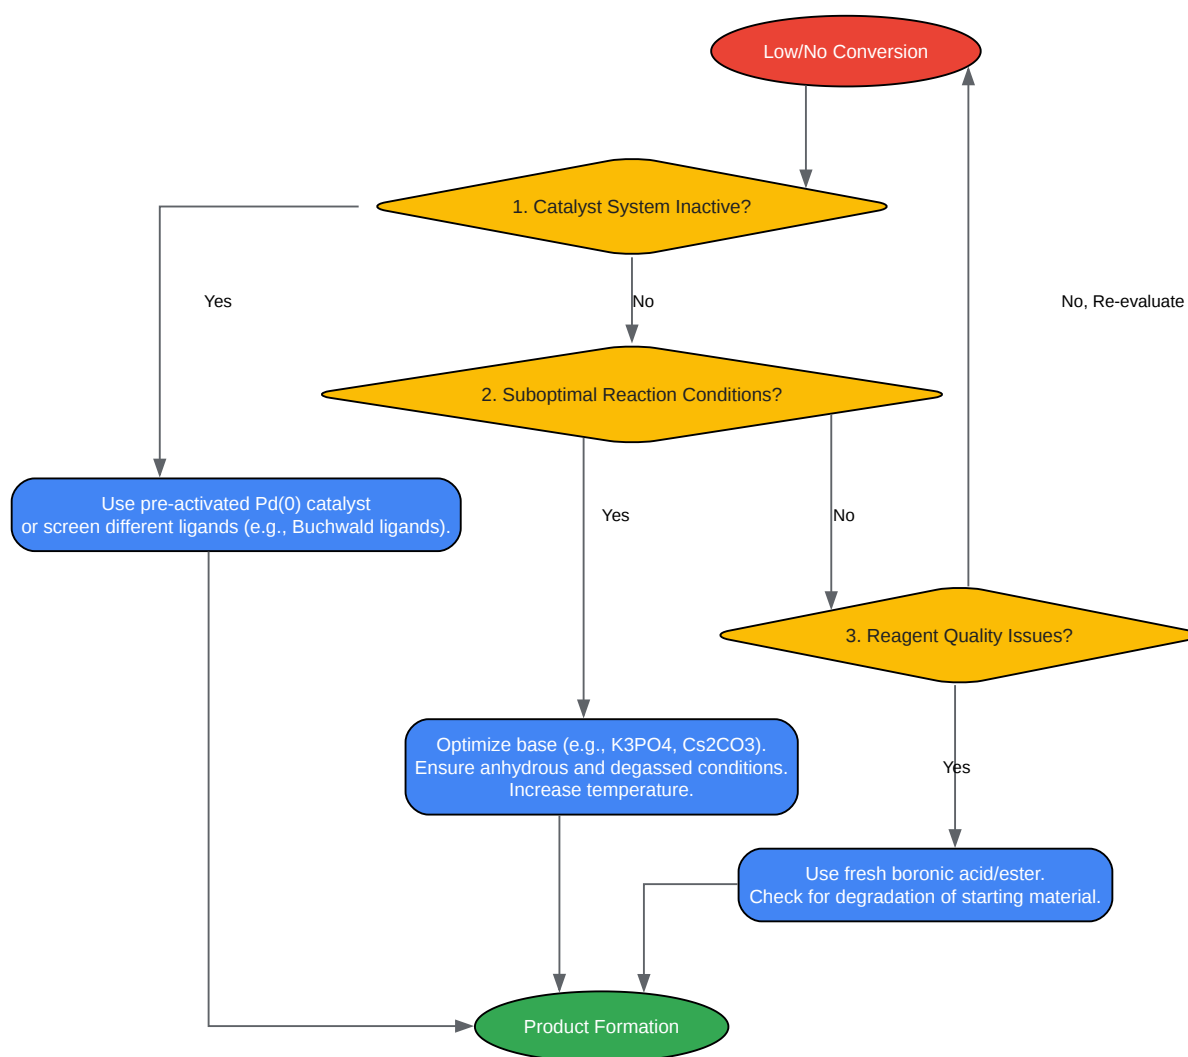 Low/No Conversion
1. Catalyst System Inactive?
Yes
No
No, Re-evaluate
2. Suboptimal Reaction Conditions?
Use pre-activated Pd(0) catalyst
or screen different ligands (e.g., Buchwald ligands).
Yes
No
3. Reagent Quality Issues?
Optimize base (e.g., K3PO4, Cs2CO3).
Ensure anhydrous and degassed conditions.
Increase temperature.
Yes
Use fresh boronic acid/ester.
Check for degradation of starting material.
Product Formation